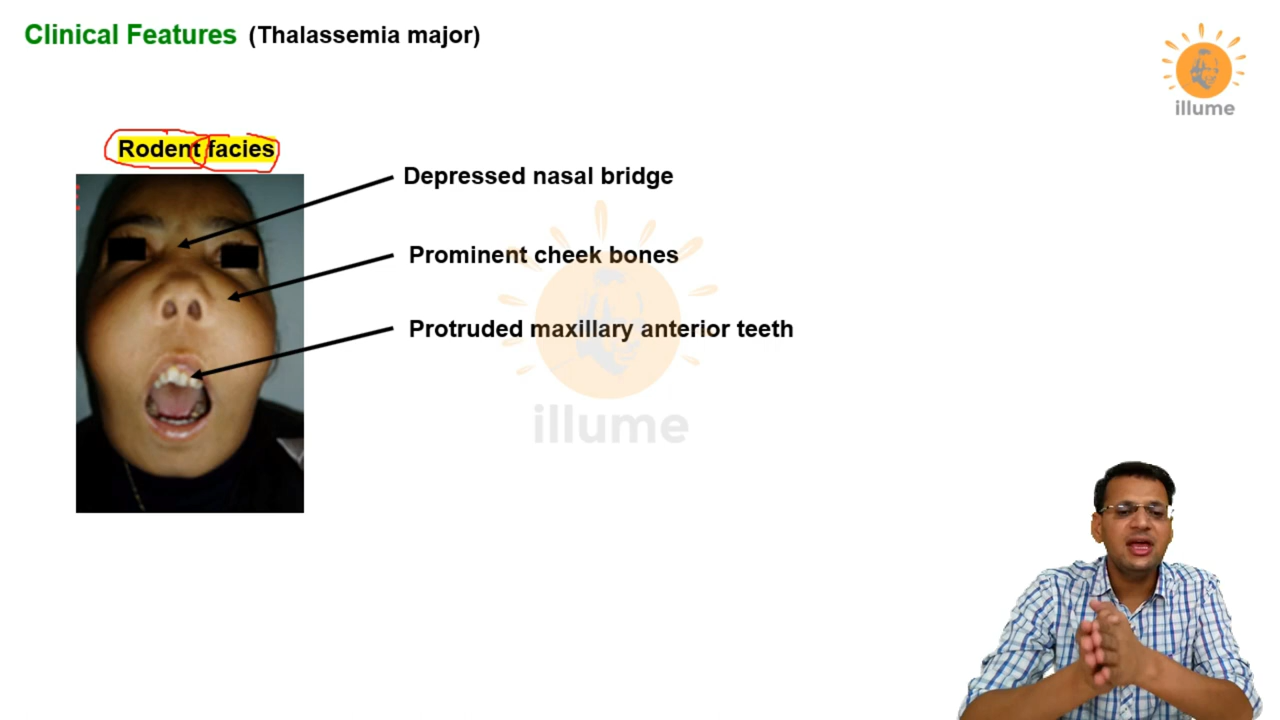 Clinical Features (Thalassemia major)
illume
Rodent facies
Depressed nasal bridge
Prominent cheek bones
Protruded maxillary anterior teeth
illume